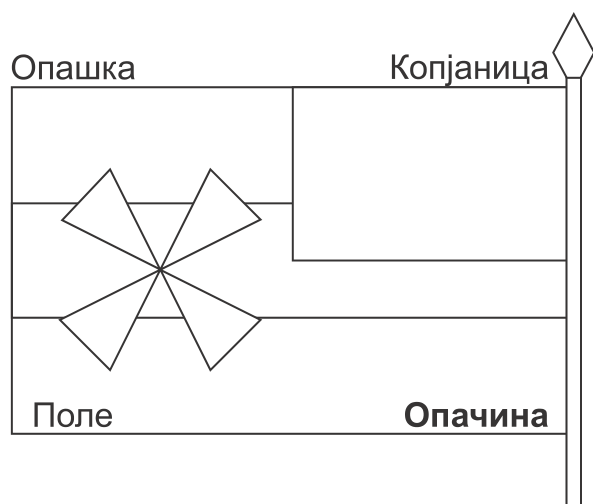 Опашка
Копјаница
Поле
Опачина